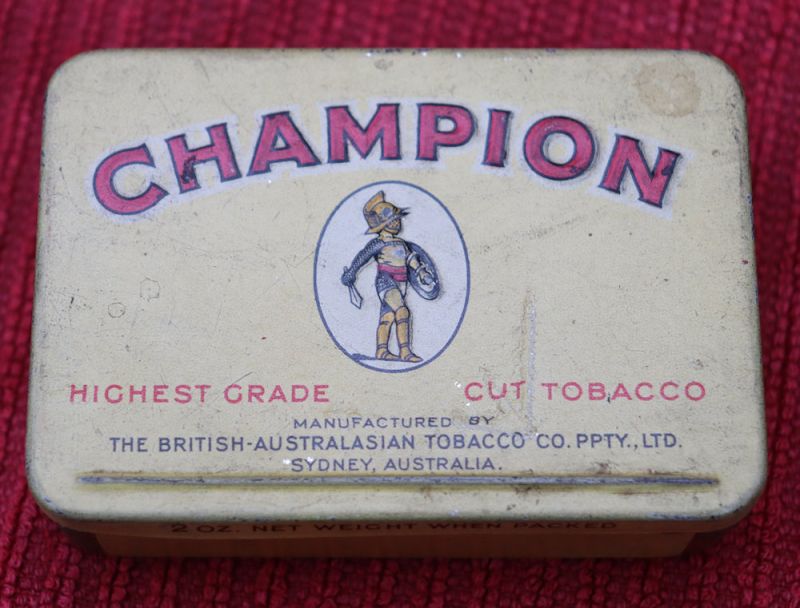 CHAMPION
HIGHEST GRADE CUT TOBACCO
MANUFACTURED BY
THE BRITISH-AUSTRALASIAN TOBACCO CO. PPTY., LTD.
SYDNEY, AUSTRALIA.
2 OZ. NET WEIGHT WHEN PACKED